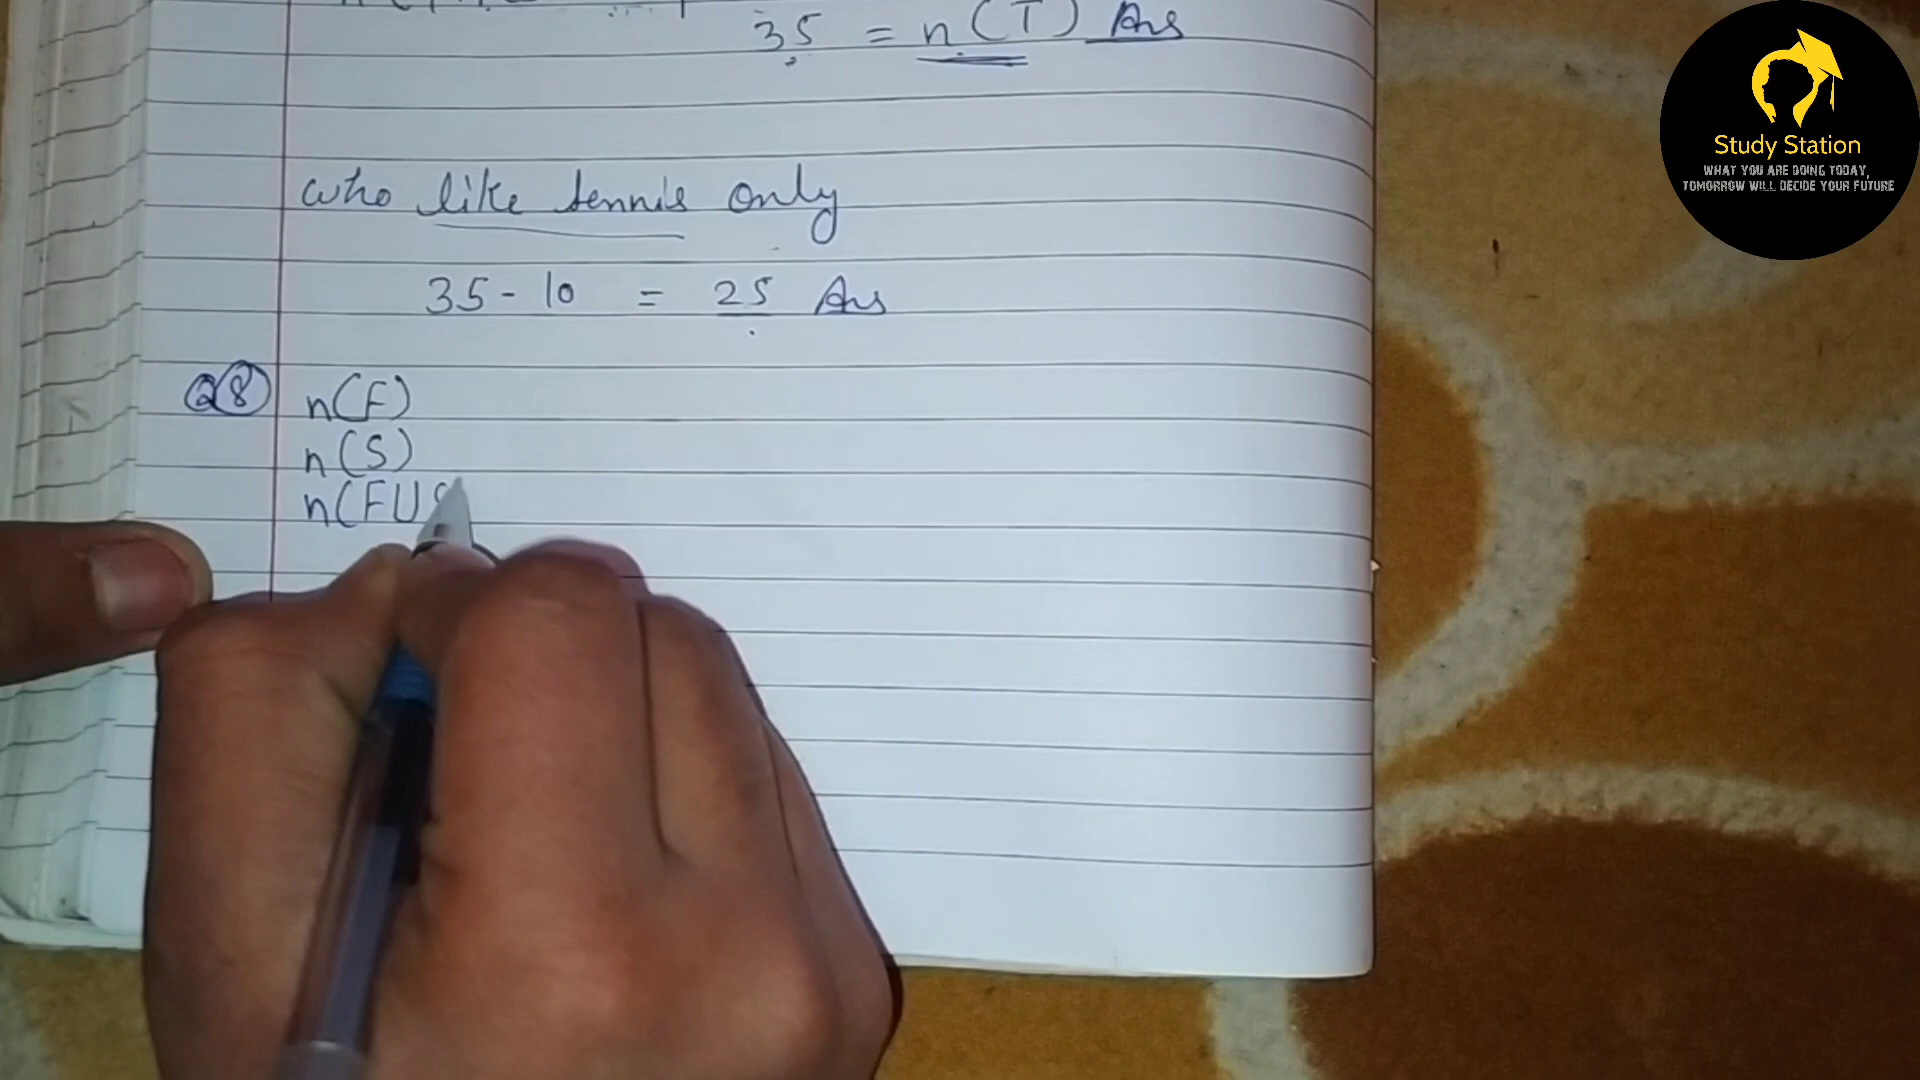 35 = n(T) Ans
who like tennis only
35 - 10 = 25 Ans
Q8 n(F)
n(S)
n(FUS
Study Station
WHAT YOU ARE DOING TODAY,
TOMORROW WILL DECIDE YOUR FUTURE